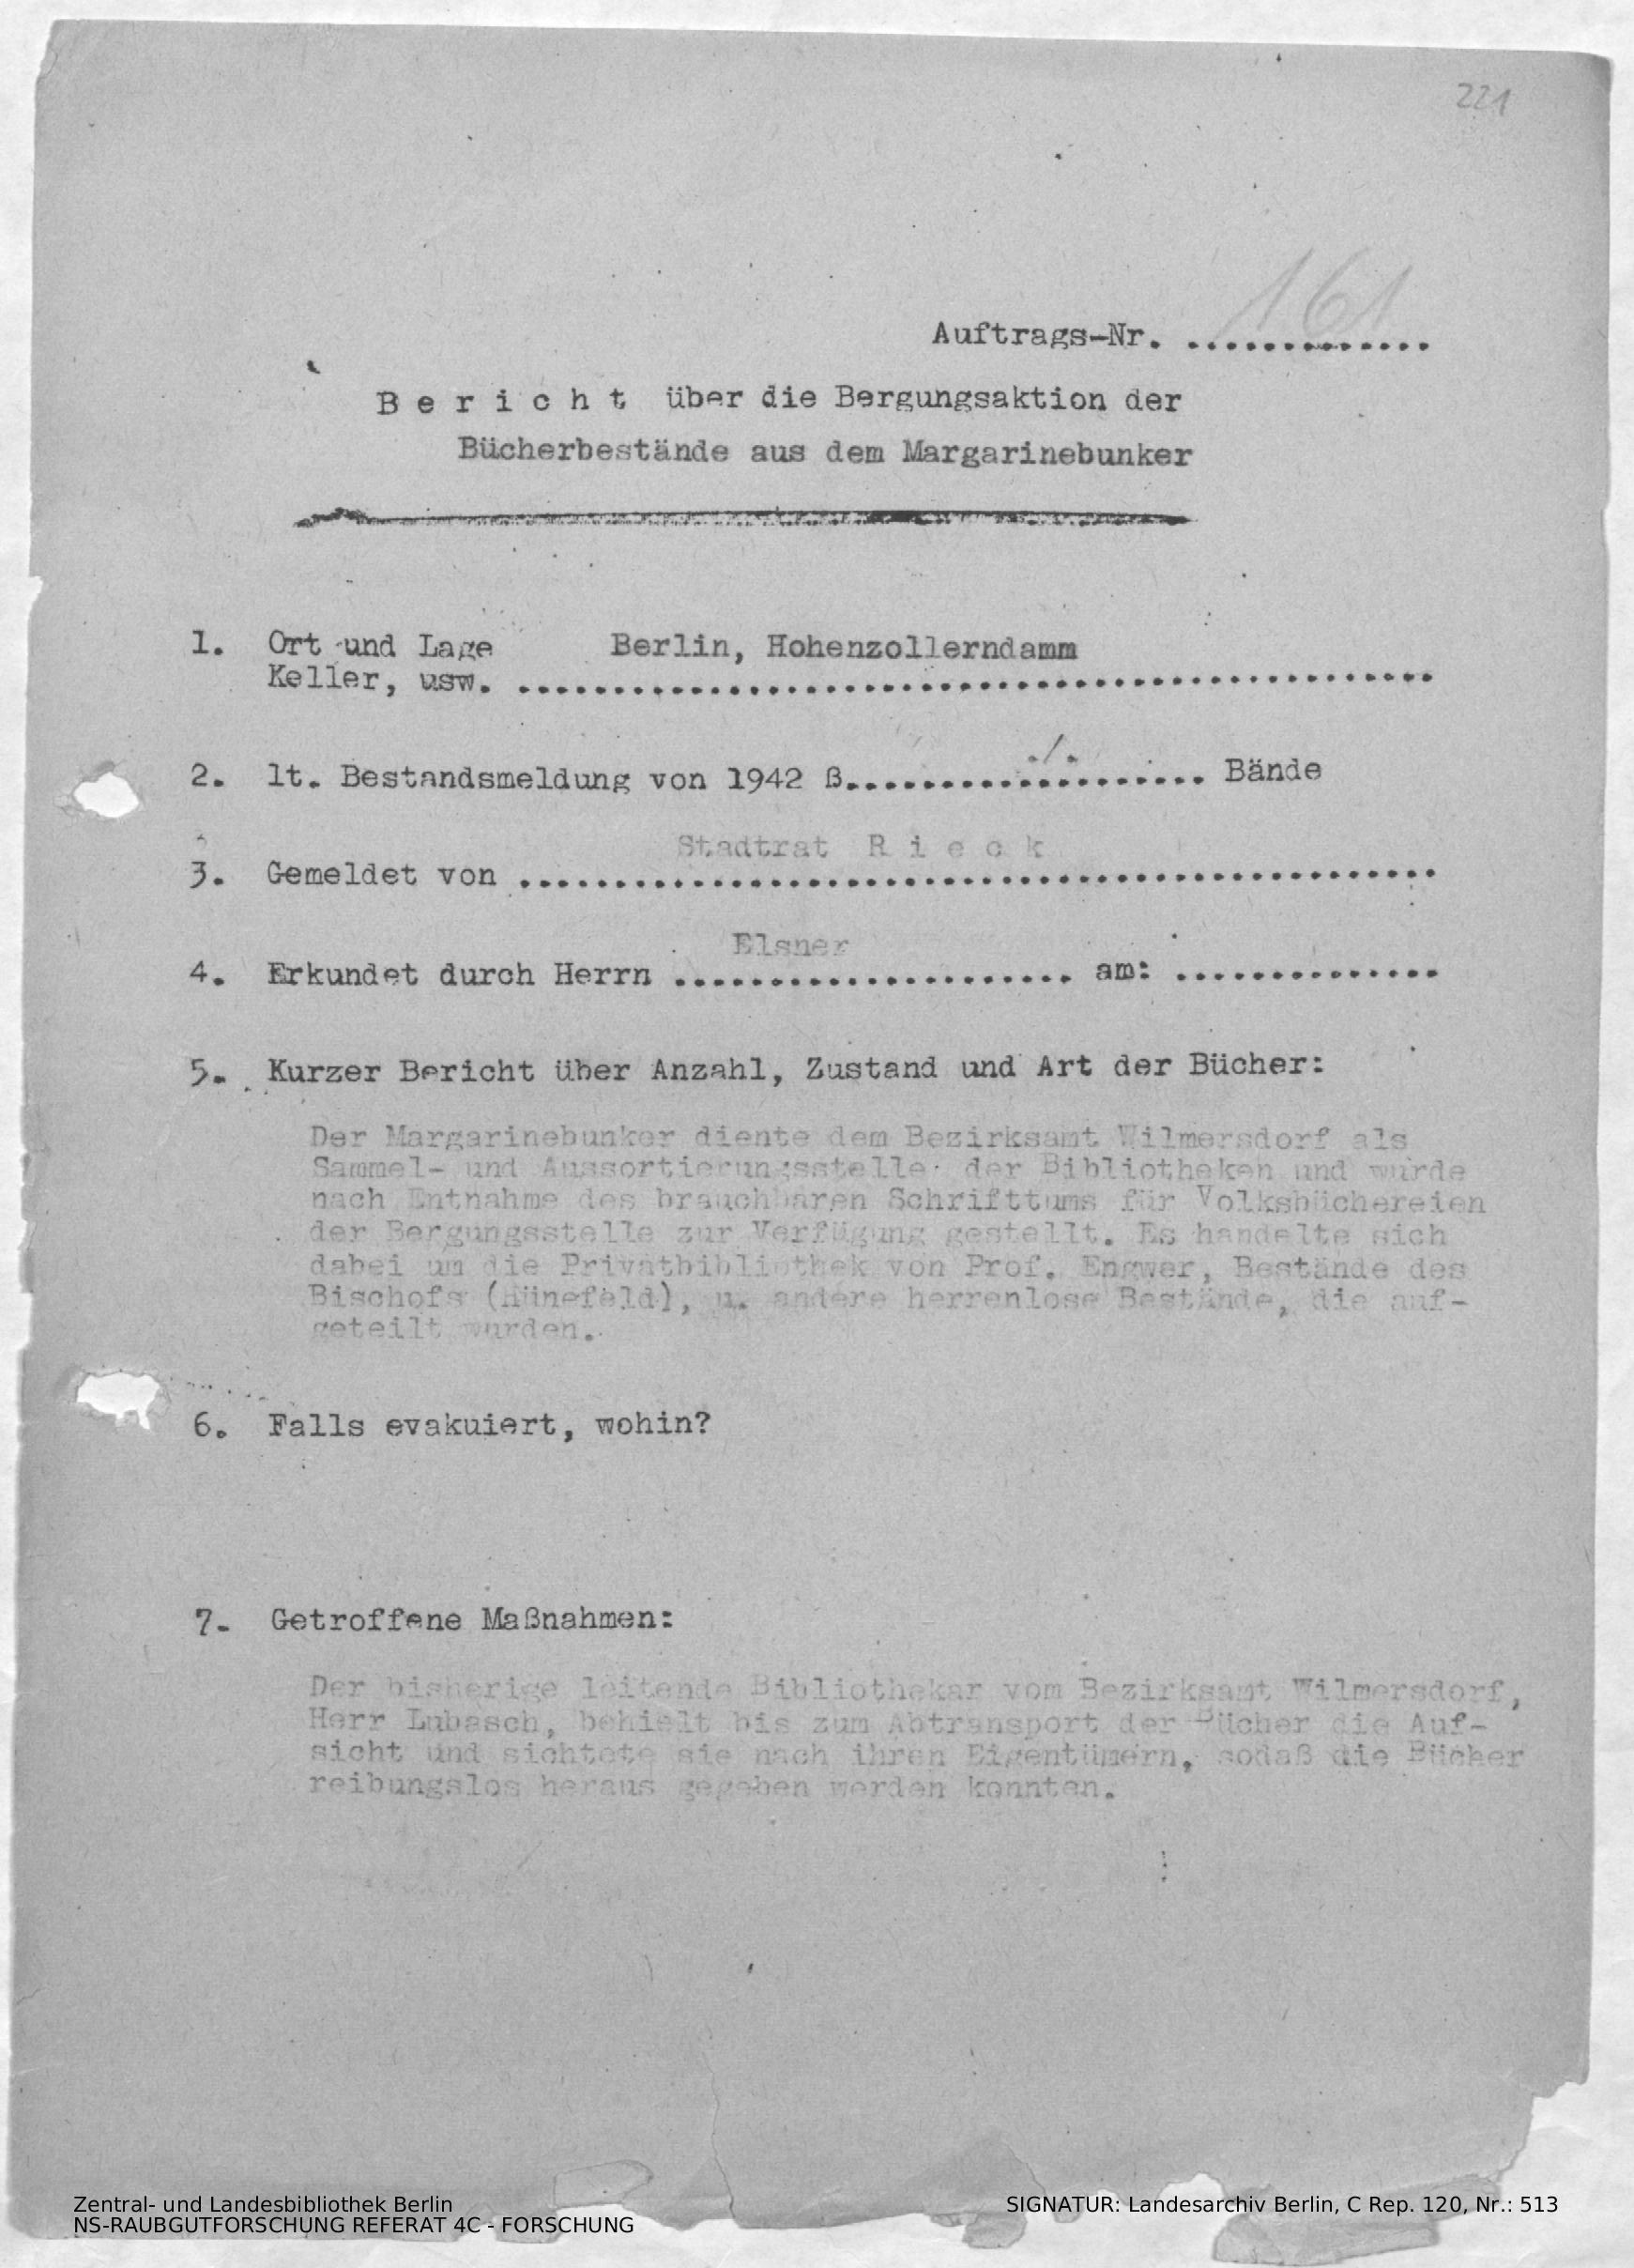 221
Auftrags-Nr. .............
161
B e r i c h t über die Bergungsaktion der
Bücherbestände aus dem Margarinebunker
1. Ort und Lage Berlin, Hohenzollerndamm
Keller, usw. ................................................
2. lt. Bestandsmeldung von 1942 ß......./........... Bände
Stadtrat R i e c k
3. Gemeldet von ................................................
Elsner
4. Erkundet durch Herrn ..................... am: ..............
5. Kurzer Bericht über Anzahl, Zustand und Art der Bücher:
Der Margarinebunker diente dem Bezirksamt Wilmersdorf als
Sammel- und Aussortierungsstelle der Bibliotheken und wurde
nach Entnahme des brauchbaren Schrifttums für Volksbüchereien
der Bergungsstelle zur Verfügung gestellt. Es handelte sich
dabei um die Privatbibliothek von Prof. Engwer, Bestände des
Bischofs (Hünefeld), u. andere herrenlose Bestände, die auf-
geteilt wurden.
6. Falls evakuiert, wohin?
7. Getroffene Maßnahmen:
Der bisherige leitende Bibliothekar vom Bezirksamt Wilmersdorf,
Herr Lubasch, behielt bis zum Abtransport der Bücher die Auf-
sicht und sichtete sie nach ihren Eigentümern, sodaß die Bücher
reibungslos heraus gegeben werden konnten.
Zentral- und Landesbibliothek Berlin
NS-RAUBGUTFORSCHUNG REFERAT 4C - FORSCHUNG
SIGNATUR: Landesarchiv Berlin, C Rep. 120, Nr.: 513